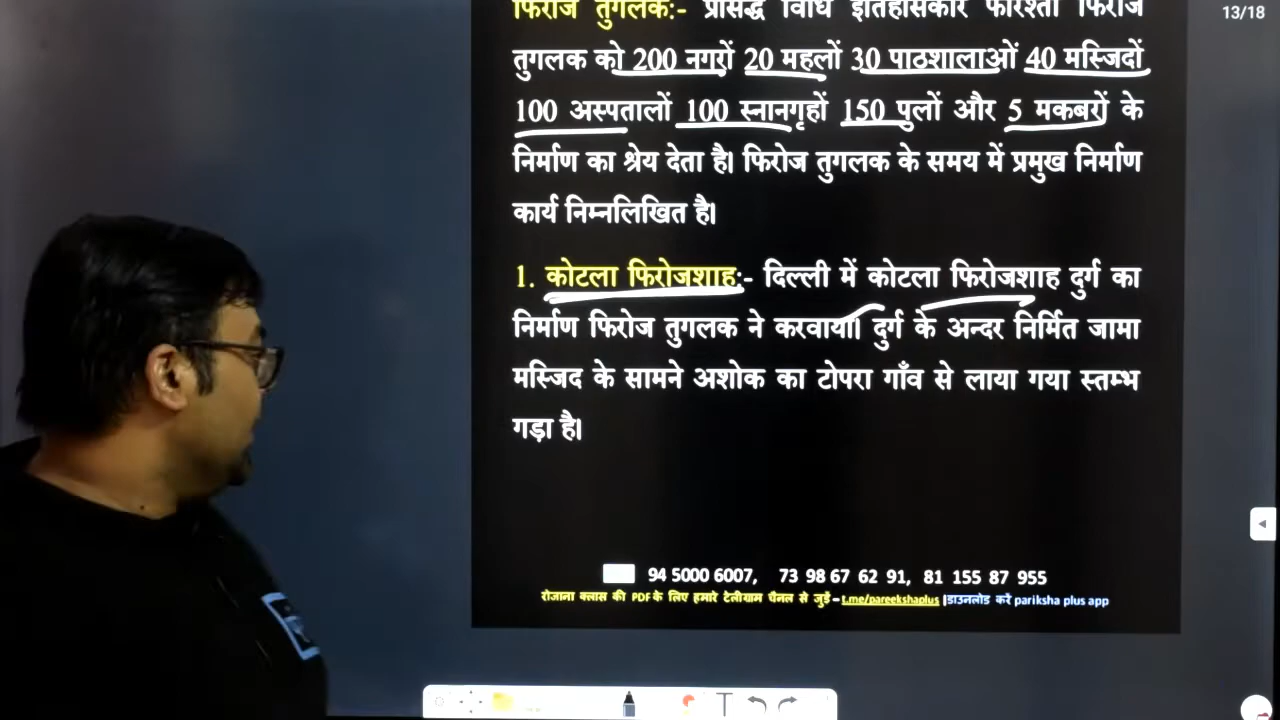 13/18
फिरोज तुगलक:- प्रसिद्ध विधि इतिहासकार फरिश्ता फिरोज
तुगलक को 200 नगरों 20 महलों 30 पाठशालाओं 40 मस्जिदों
100 अस्पतालों 100 स्नानगृहों 150 पुलों और 5 मकबरों के
निर्माण का श्रेय देता है। फिरोज तुगलक के समय में प्रमुख निर्माण
कार्य निम्नलिखित है।
1. कोटला फिरोजशाह:- दिल्ली में कोटला फिरोजशाह दुर्ग का
निर्माण फिरोज तुगलक ने करवाया। दुर्ग के अन्दर निर्मित जामा
मस्जिद के सामने अशोक का टोपरा गाँव से लाया गया स्तम्भ
गड़ा है।
94 5000 6007, 73 98 67 62 91, 81 155 87 955
रोजाना क्लास की PDF के लिए हमारे टेलीग्राम चैनल से जुड़ें – t.me/pareekshaplus |डाउनलोड करें pariksha plus app
T